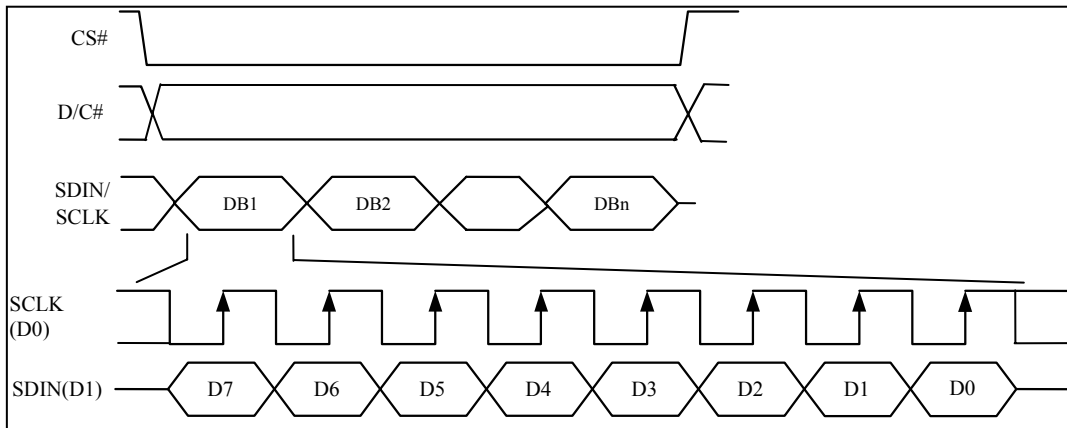 CS#
D/C#
SDIN/
SCLK
DB1 DB2 DBn
SCLK
(D0)
SDIN(D1) D7 D6 D5 D4 D3 D2 D1 D0